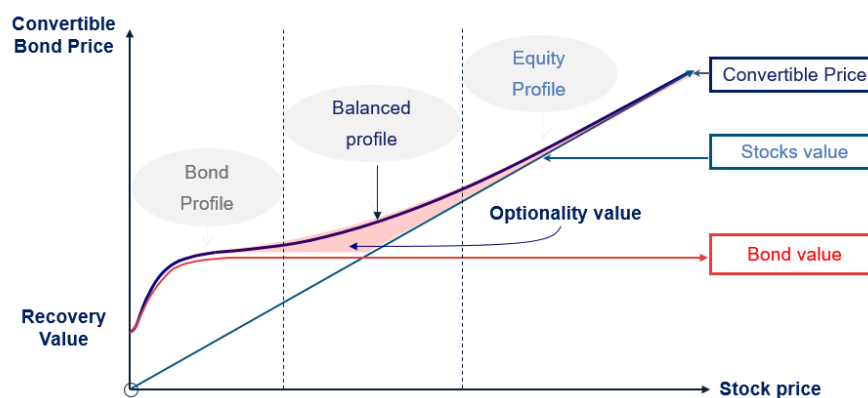 Convertible
Bond Price
Equity
Profile
Convertible Price
Balanced
profile
Stocks value
Bond
Profile
Optionality value
Bond value
Recovery
Value
Stock price